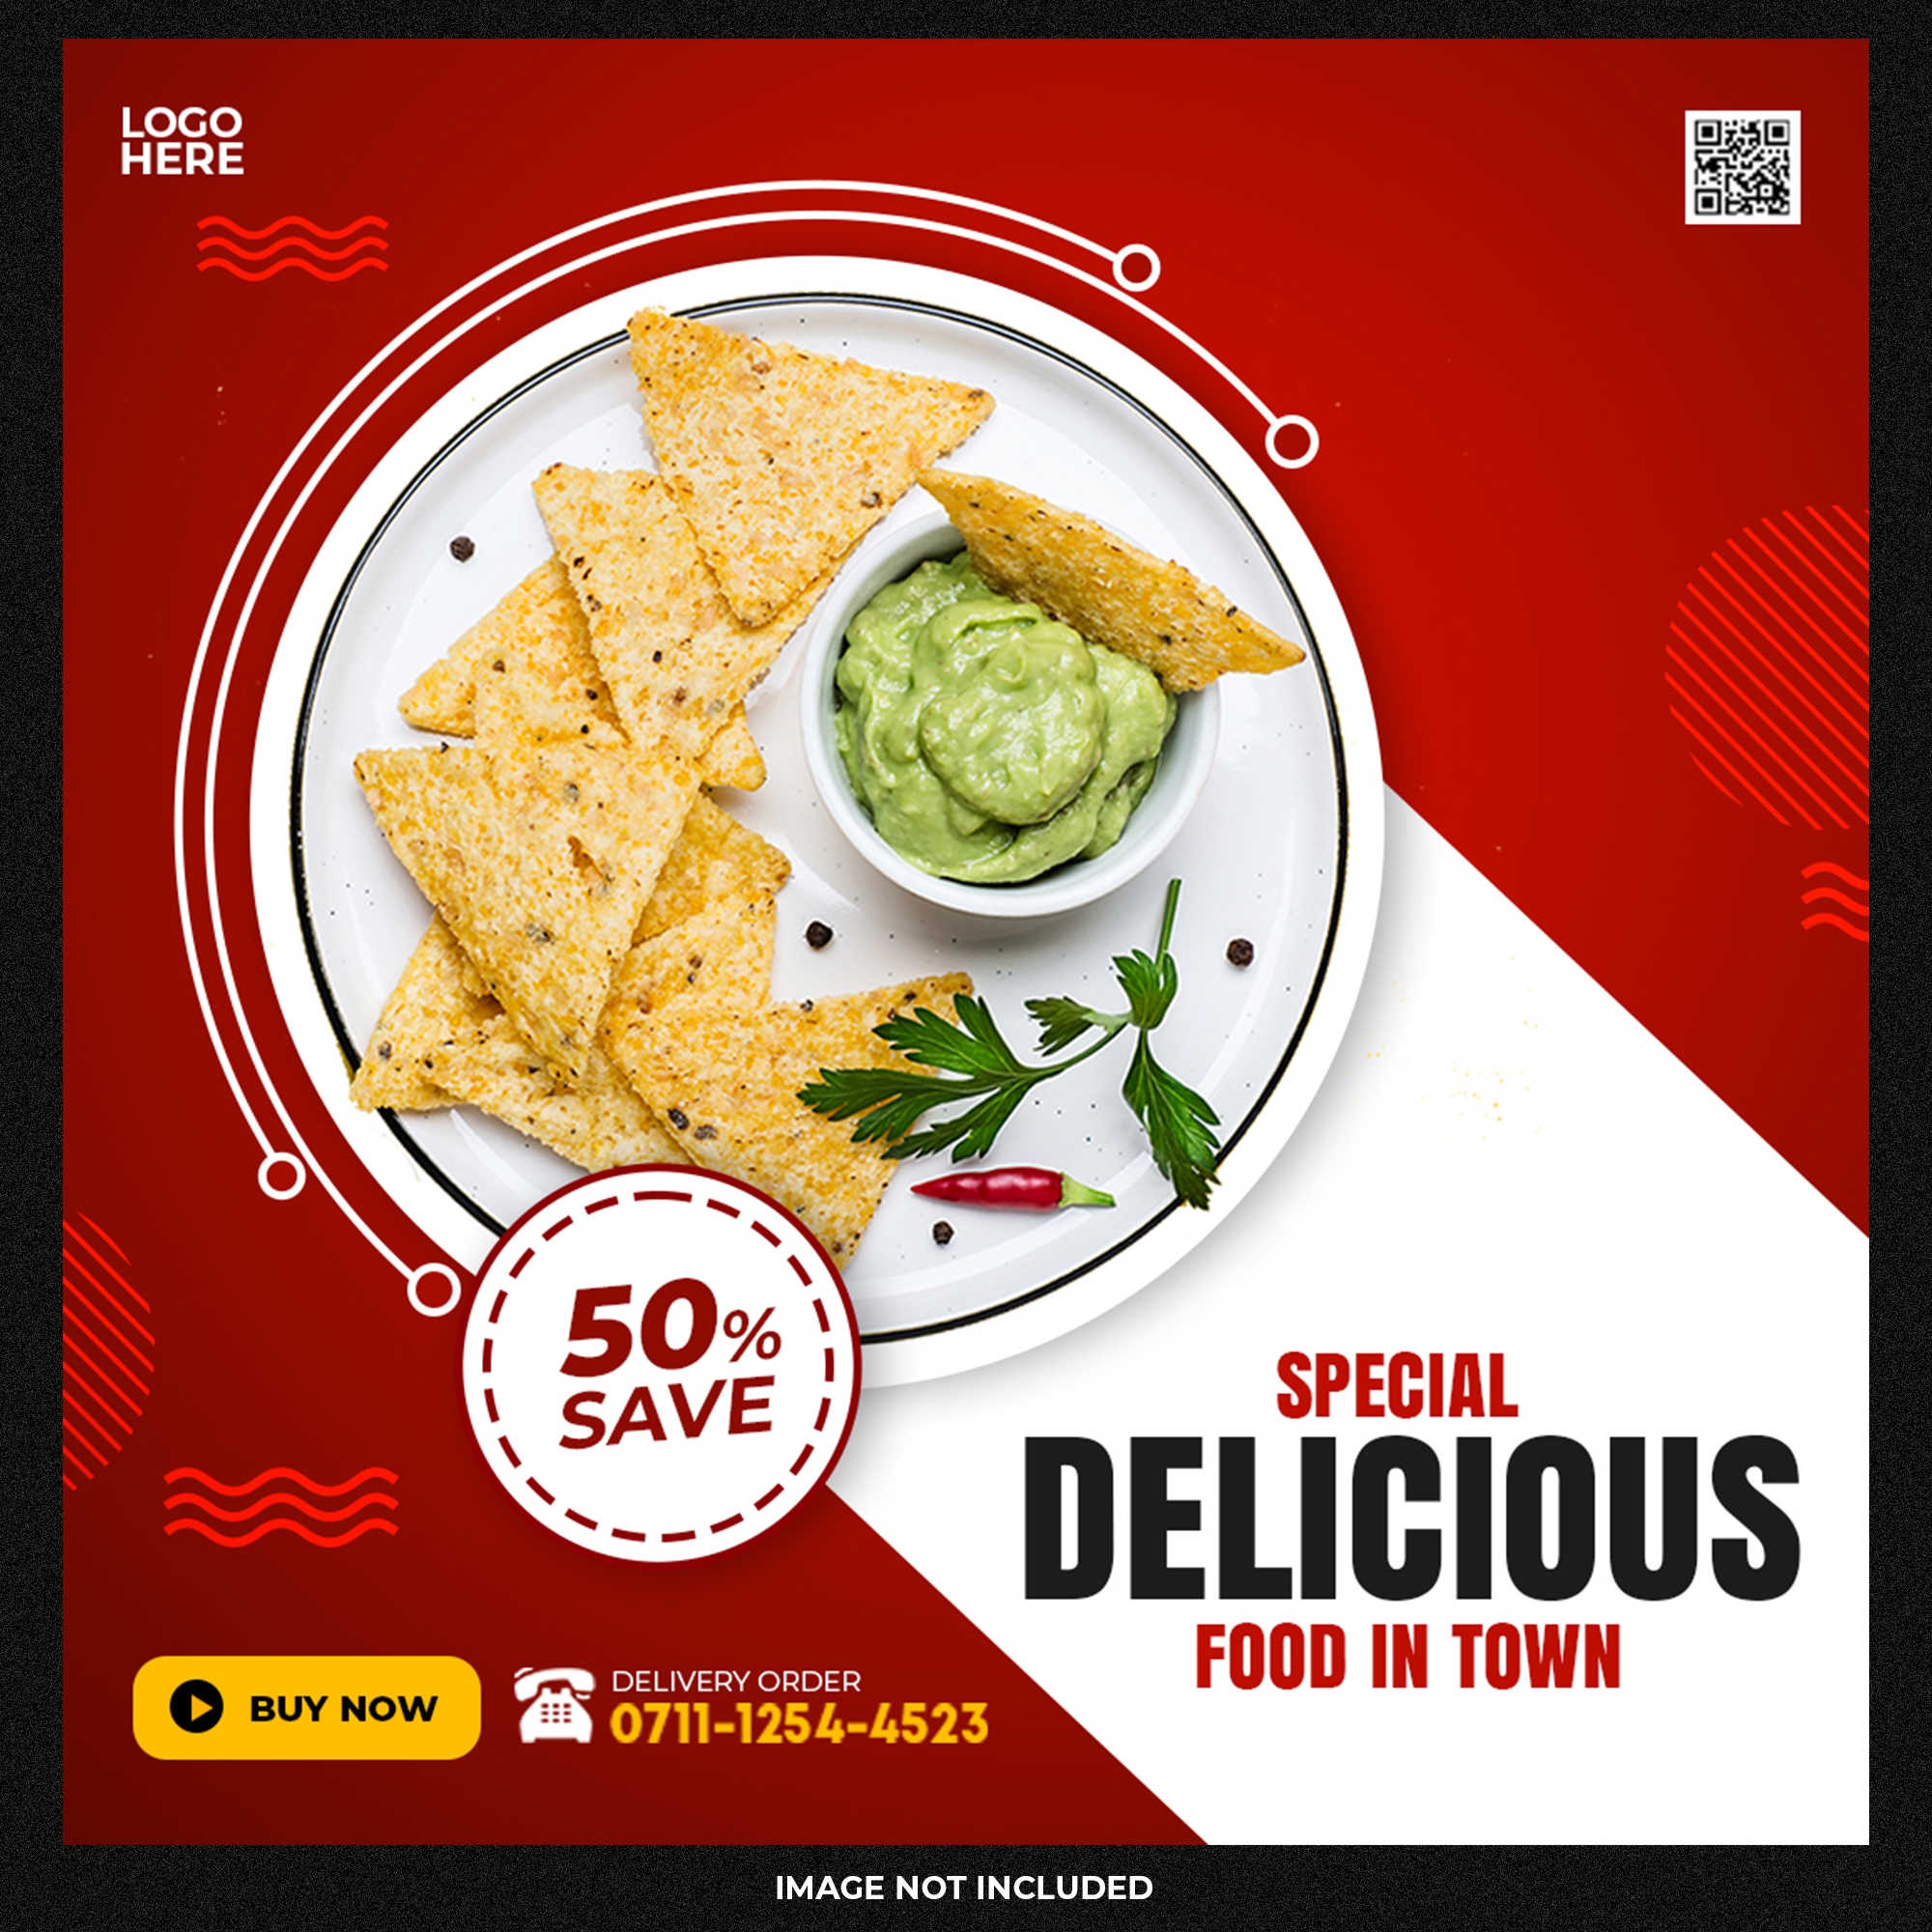 LOGO
HERE
50%
SAVE
SPECIAL
DELICIOUS
FOOD IN TOWN
BUY NOW
DELIVERY ORDER
0711-1254-4523
IMAGE NOT INCLUDED